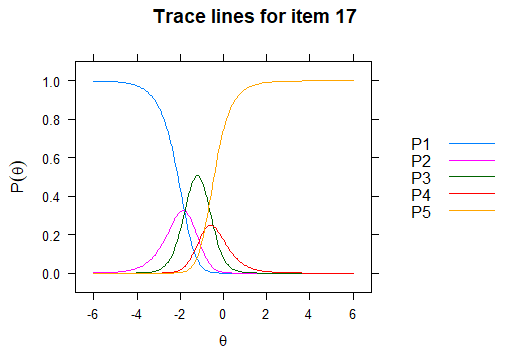 Trace lines for item 17
P(θ)
1.0
0.8
0.6
0.4
0.2
0.0
-6 -4 -2 0 2 4 6
θ
P1
P2
P3
P4
P5